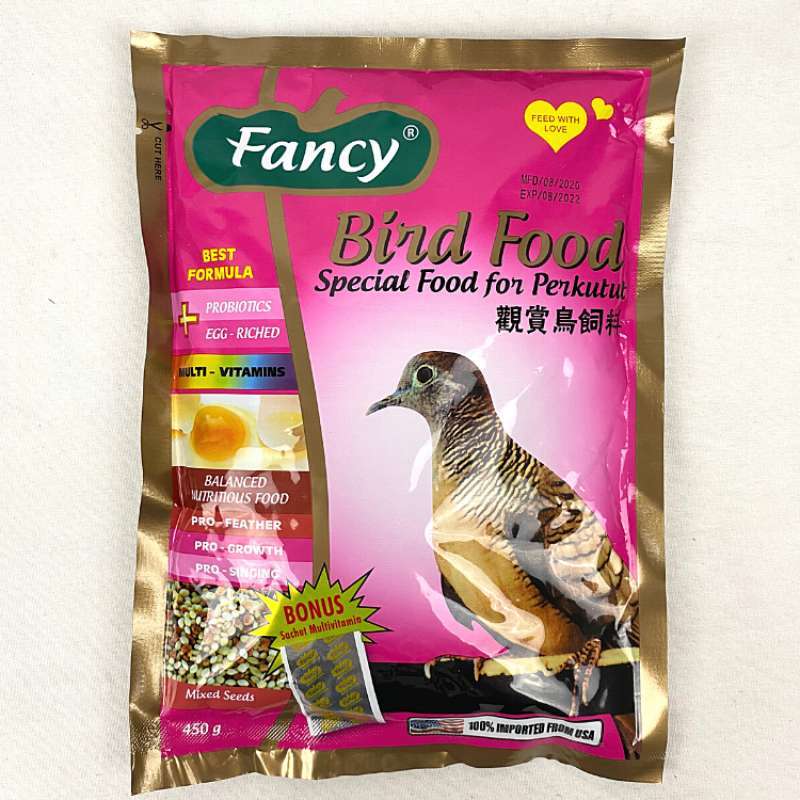 CUT HERE
Fancy®
FEED WITH
LOVE
MFD/08/2020
EXP/08/2022
Bird Food
Special Food for Perkutut
觀賞鳥飼料
BEST
FORMULA
+ PROBIOTICS
EGG - RICHED
MULTI - VITAMINS
BALANCED
NUTRITIOUS FOOD
PRO - FEATHER
PRO - GROWTH
PRO - SINGING
BONUS
Sachet Multivitamin
Mixed Seeds
450 g
100% IMPORTED FROM USA